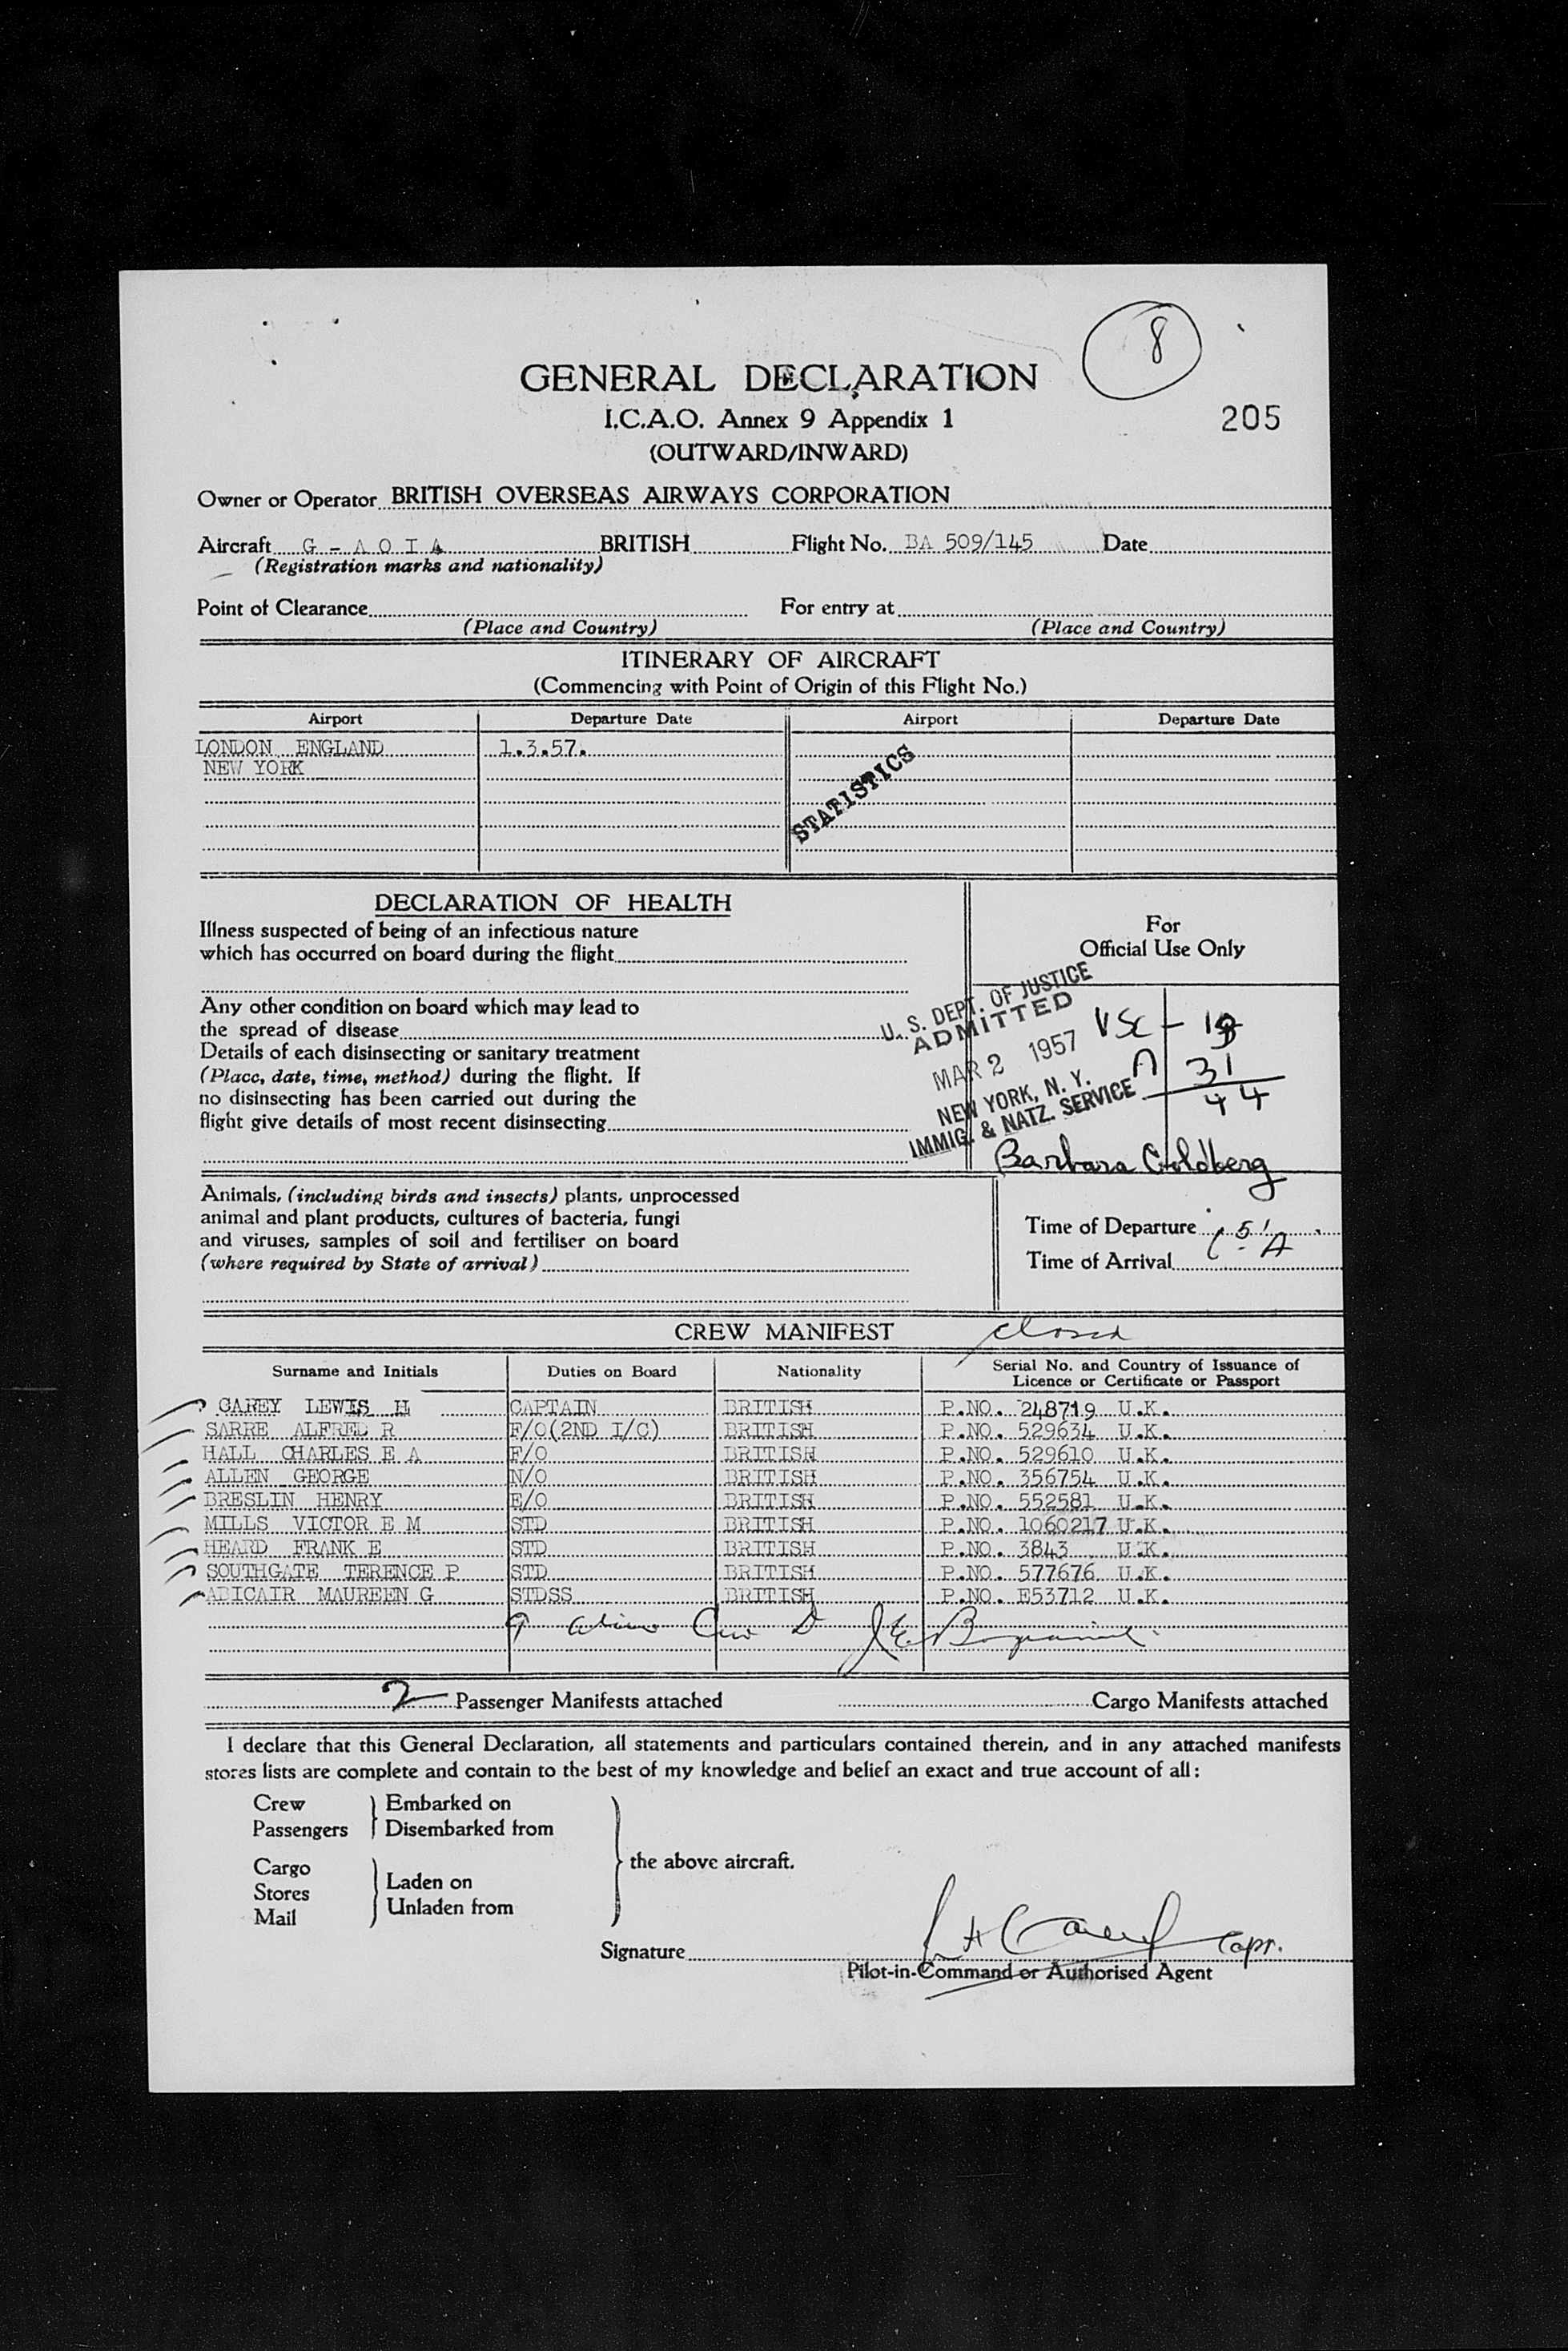 8
GENERAL DECLARATION
I.C.A.O. Annex 9 Appendix 1
205
(OUTWARD/INWARD)
Owner or Operator BRITISH OVERSEAS AIRWAYS CORPORATION
Aircraft G - A O I A BRITISH Flight No. BA 509/145 Date
(Registration marks and nationality)
Point of Clearance For entry at
(Place and Country) (Place and Country)
ITINERARY OF AIRCRAFT
(Commencing with Point of Origin of this Flight No.)
Airport Departure Date Airport Departure Date
LONDON ENGLAND 1.3.57.
NEW YORK
STATISTICS
DECLARATION OF HEALTH
Illness suspected of being of an infectious nature
which has occurred on board during the flight
For
Official Use Only
Any other condition on board which may lead to
the spread of disease
Details of each disinsecting or sanitary treatment
(Place, date, time, method) during the flight. If
no disinsecting has been carried out during the
flight give details of most recent disinsecting
U. S. DEPT. OF JUSTICE
ADMITTED
MAR 2 1957
NEW YORK, N. Y.
IMMIG. & NATZ. SERVICE
VSC - 13
A 31
44
Barbara Goldberg
Animals, (including birds and insects) plants, unprocessed
animal and plant products, cultures of bacteria, fungi
and viruses, samples of soil and fertiliser on board
(where required by State of arrival)
Time of Departure
Time of Arrival
CREW MANIFEST closed
Surname and Initials Duties on Board Nationality Serial No. and Country of Issuance of
Licence or Certificate or Passport
CAREY LEWIS H CAPTAIN BRITISH P.NO. 248719 U.K.
SARRE ALFRED R F/O(2ND I/C) BRITISH P.NO. 529634 U.K.
HALL CHARLES E A F/O BRITISH P.NO. 529610 U.K.
ALLEN GEORGE N/O BRITISH P.NO. 356754 U.K.
BRESLIN HENRY E/O BRITISH P.NO. 552581 U.K.
MILLS VICTOR E M STD BRITISH P.NO. 1060217 U.K.
HEARD FRANK E STD BRITISH P.NO. 3843 U.K.
SOUTHGATE TERENCE P STD BRITISH P.NO. 577676 U.K.
ADICAIR MAUREEN G STDSS BRITISH P.NO. E53712 U.K.
2 Passenger Manifests attached Cargo Manifests attached
I declare that this General Declaration, all statements and particulars contained therein, and in any attached manifests
stores lists are complete and contain to the best of my knowledge and belief an exact and true account of all:
Crew Embarked on
Passengers Disembarked from
the above aircraft.
Cargo
Stores Laden on
Mail Unladen from
Signature L H Carey Capt.
Pilot-in-Command or Authorised Agent